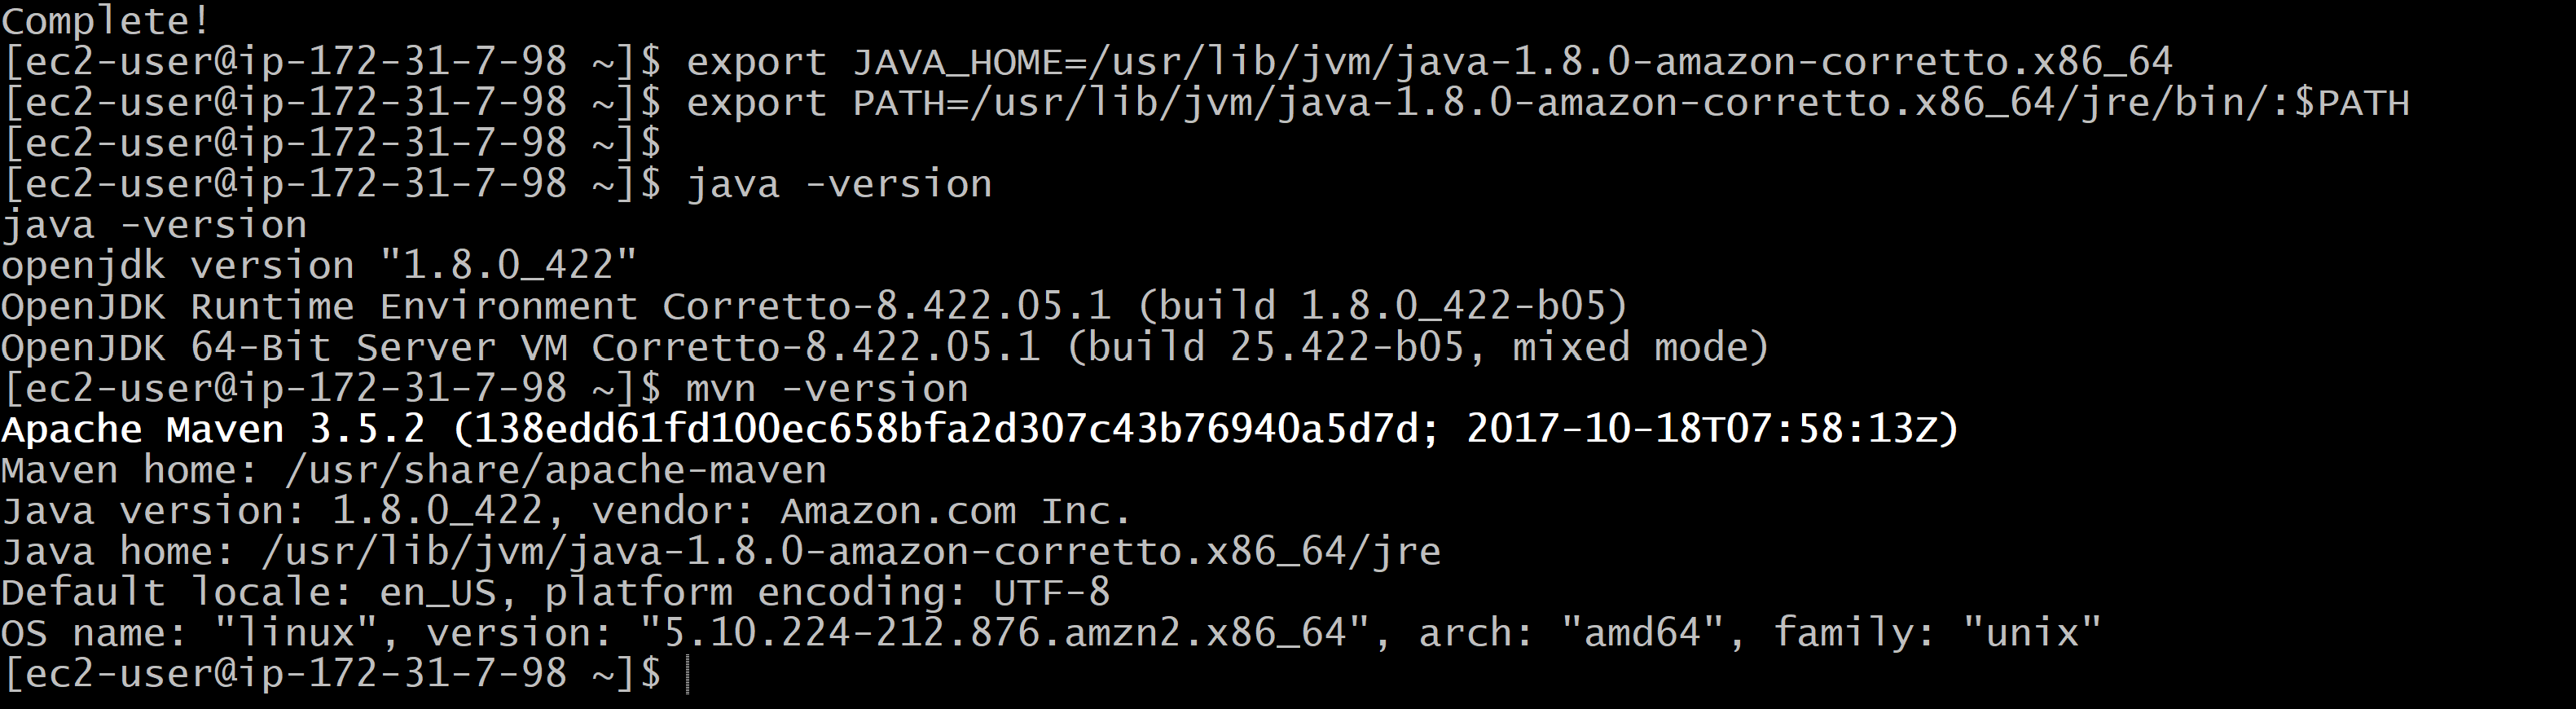 Complete!
[ec2-user@ip-172-31-7-98 ~]$ export JAVA_HOME=/usr/lib/jvm/java-1.8.0-amazon-corretto.x86_64
[ec2-user@ip-172-31-7-98 ~]$ export PATH=/usr/lib/jvm/java-1.8.0-amazon-corretto.x86_64/jre/bin/:$PATH
[ec2-user@ip-172-31-7-98 ~]$
[ec2-user@ip-172-31-7-98 ~]$ java -version
java -version
openjdk version "1.8.0_422"
OpenJDK Runtime Environment Corretto-8.422.05.1 (build 1.8.0_422-b05)
OpenJDK 64-Bit Server VM Corretto-8.422.05.1 (build 25.422-b05, mixed mode)
[ec2-user@ip-172-31-7-98 ~]$ mvn -version
Apache Maven 3.5.2 (138edd61fd100ec658bfa2d307c43b76940a5d7d; 2017-10-18T07:58:13Z)
Maven home: /usr/share/apache-maven
Java version: 1.8.0_422, vendor: Amazon.com Inc.
Java home: /usr/lib/jvm/java-1.8.0-amazon-corretto.x86_64/jre
Default locale: en_US, platform encoding: UTF-8
OS name: "linux", version: "5.10.224-212.876.amzn2.x86_64", arch: "amd64", family: "unix"
[ec2-user@ip-172-31-7-98 ~]$